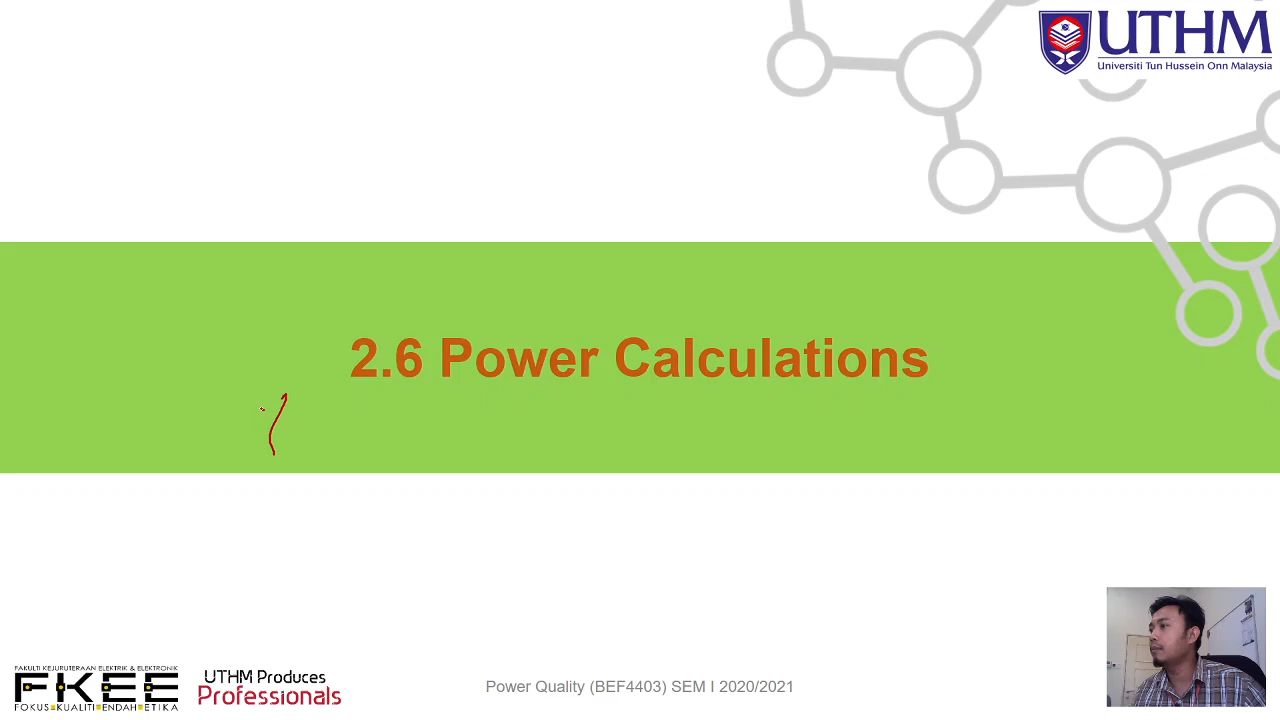 UTHM
Universiti Tun Hussein Onn Malaysia
2.6 Power Calculations
FAKULTI KEJURUTERAAN ELEKTRIK & ELEKTRONIK
FKEE
FOKUS KUALITI ENDAH ETIKA
UTHM Produces
Professionals
Power Quality (BEF4403) SEM I 2020/2021